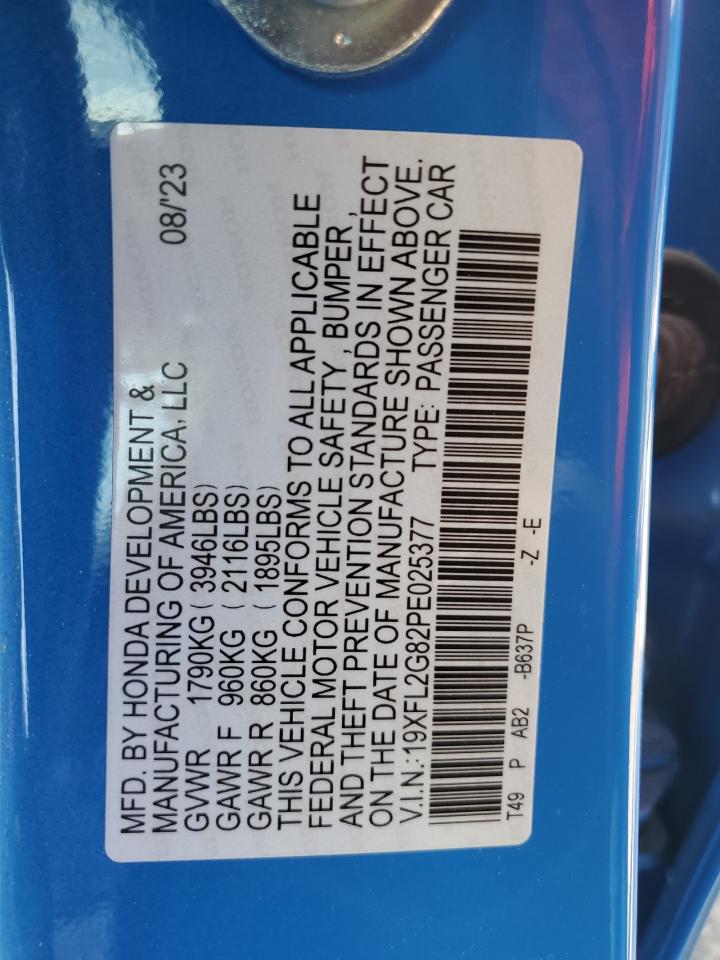 MFD. BY HONDA DEVELOPMENT &
MANUFACTURING OF AMERICA, LLC 08/'23
GVWR 1790KG ( 3946LBS)
GAWR F 960KG ( 2116LBS)
GAWR R 860KG ( 1895LBS)
THIS VEHICLE CONFORMS TO ALL APPLICABLE
FEDERAL MOTOR VEHICLE SAFETY , BUMPER ,
AND THEFT PREVENTION STANDARDS IN EFFECT
ON THE DATE OF MANUFACTURE SHOWN ABOVE.
V.I.N.:19XFL2G82PE025377 TYPE: PASSENGER CAR
T49 P AB2 -B637P -Z -E